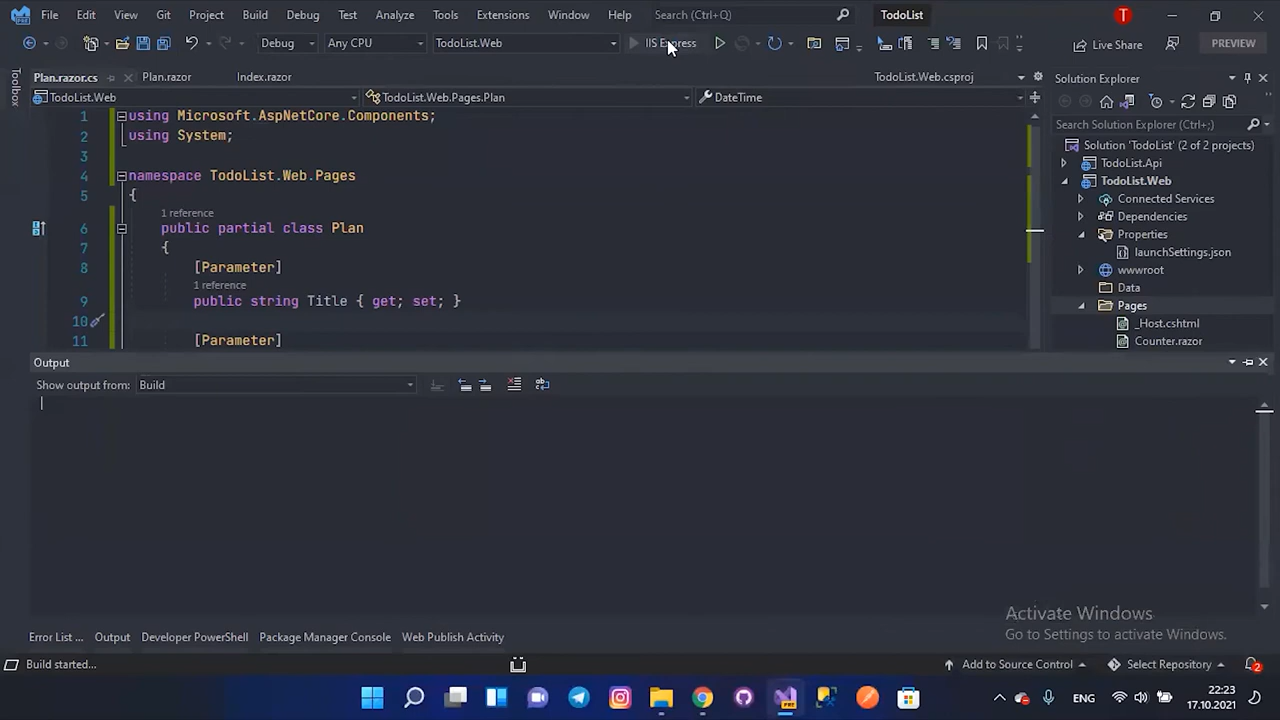 File Edit View Git Project Build Debug Test Analyze Tools Extensions Window Help Search (Ctrl+Q) TodoList T
Debug Any CPU TodoList.Web IIS Express Live Share PREVIEW
Toolbox
Plan.razor.cs Plan.razor Index.razor TodoList.Web.csproj
TodoList.Web TodoList.Web.Pages.Plan DateTime
1 using Microsoft.AspNetCore.Components;
2 using System;
3
4 namespace TodoList.Web.Pages
5 {
1 reference
6 public partial class Plan
7 {
8 [Parameter]
1 reference
9 public string Title { get; set; }
10
11 [Parameter]
Solution Explorer
Search Solution Explorer (Ctrl+;)
Solution 'TodoList' (2 of 2 projects)
TodoList.Api
TodoList.Web
Connected Services
Dependencies
Properties
launchSettings.json
wwwroot
Data
Pages
_Host.cshtml
Counter.razor
Output
Show output from: Build
Activate Windows
Go to Settings to activate Windows.
Error List ... Output Developer PowerShell Package Manager Console Web Publish Activity
Build started... Add to Source Control Select Repository 2
PRE ENG 22:23
17.10.2021